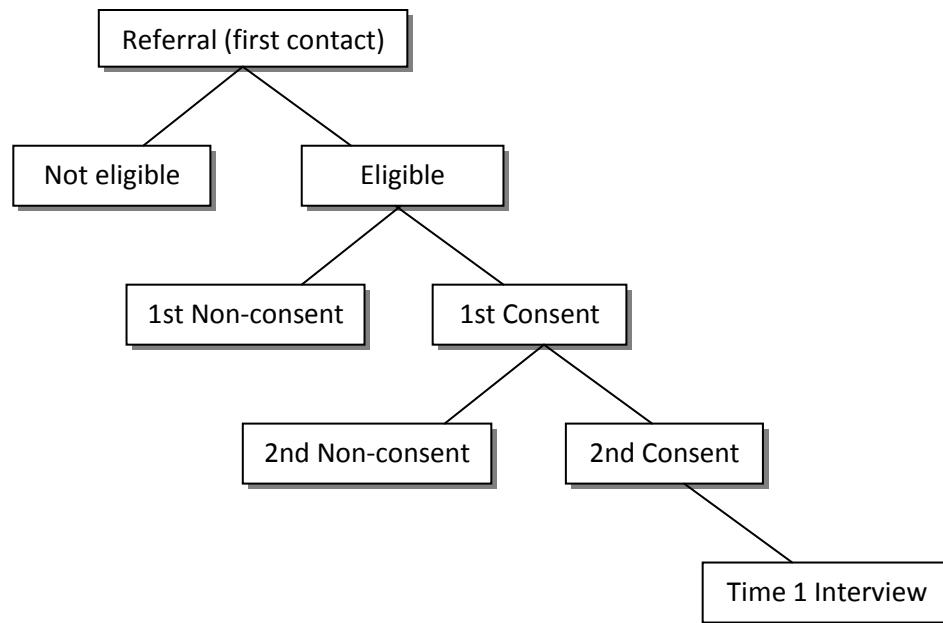 Referral (first contact)
Not eligible
Eligible
1st Non-consent
1st Consent
2nd Non-consent
2nd Consent
Time 1 Interview